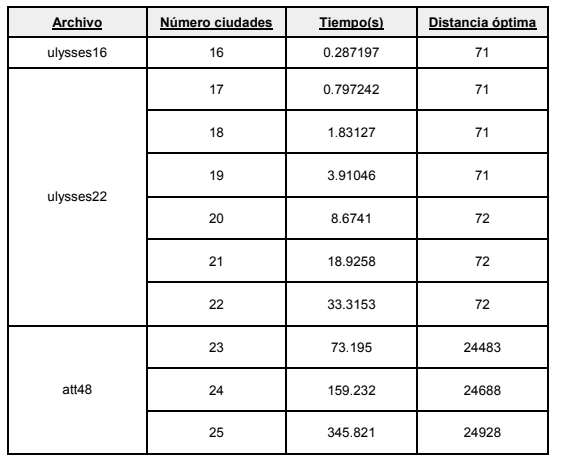 Archivo Número ciudades Tiempo(s) Distancia óptima
ulysses16 16 0.287197 71
17 0.797242 71
18 1.83127 71
19 3.91046 71
ulysses22
20 8.6741 72
21 18.9258 72
22 33.3153 72
23 73.195 24483
att48 24 159.232 24688
25 345.821 24928